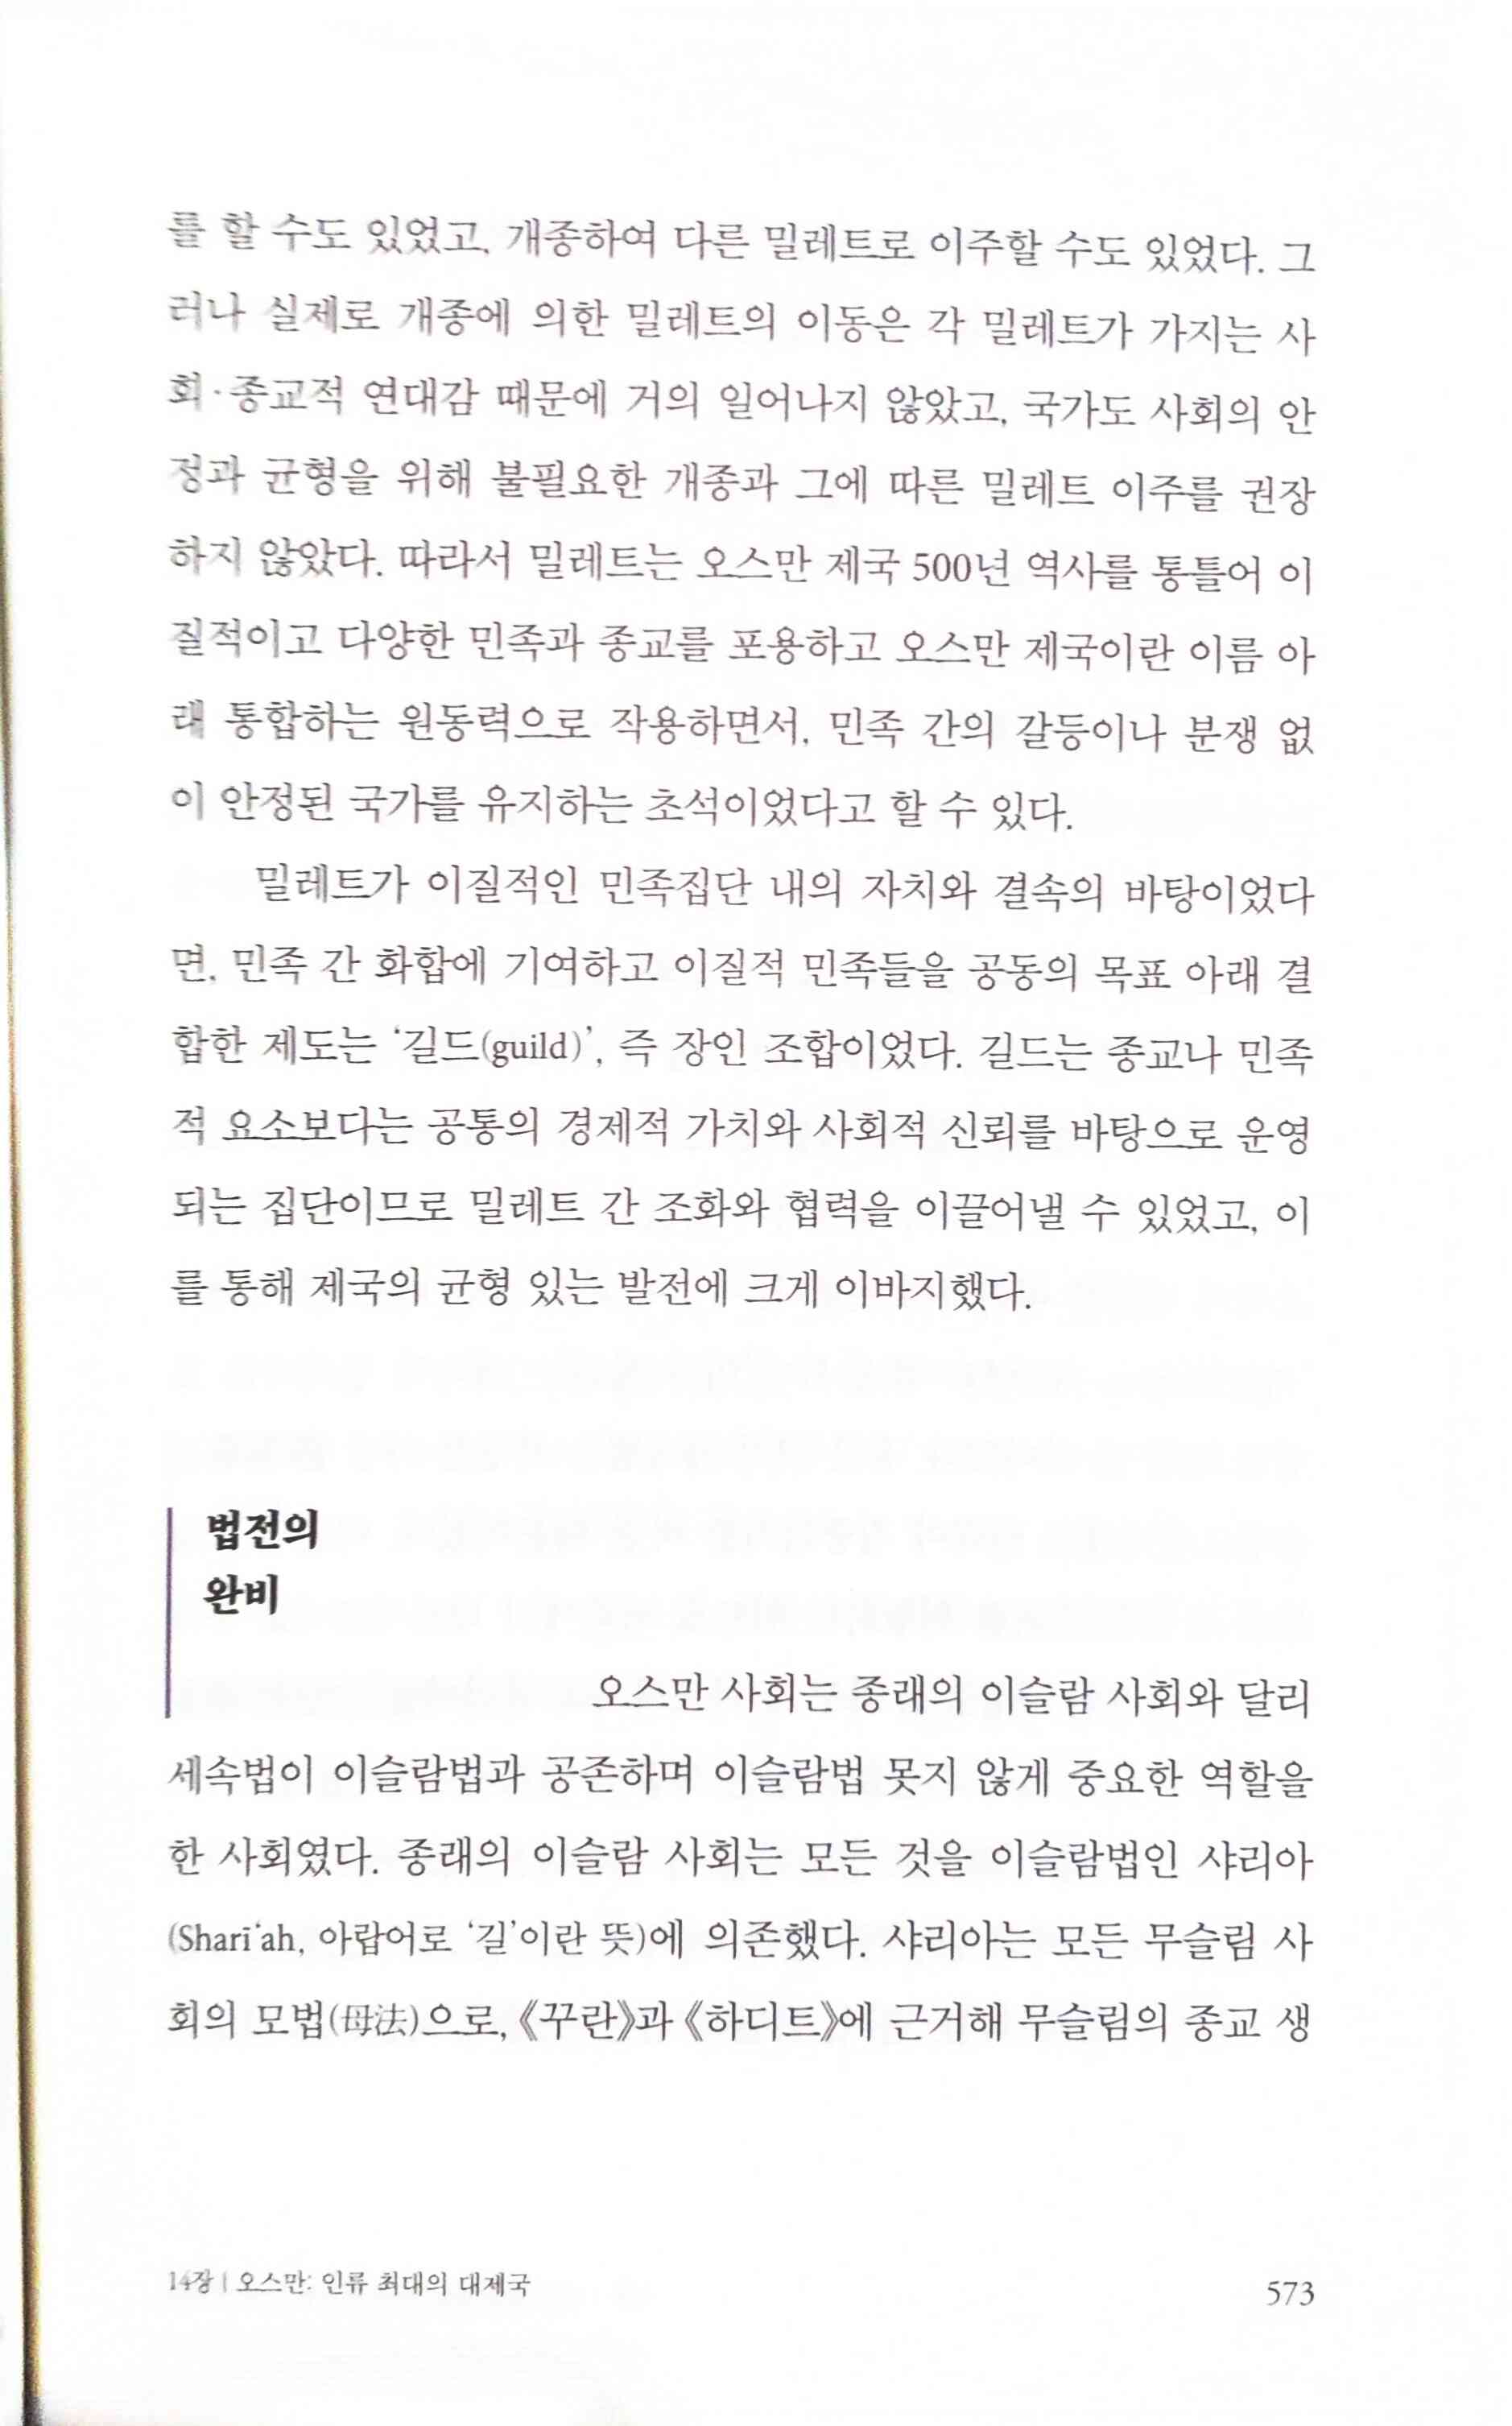 를 할 수도 있었고, 개종하여 다른 밀레트로 이주할 수도 있었다. 그
러나 실제로 개종에 의한 밀레트의 이동은 각 밀레트가 가지는 사
회·종교적 연대감 때문에 거의 일어나지 않았고, 국가도 사회의 안
정과 균형을 위해 불필요한 개종과 그에 따른 밀레트 이주를 권장
하지 않았다. 따라서 밀레트는 오스만 제국 500년 역사를 통틀어 이
질적이고 다양한 민족과 종교를 포용하고 오스만 제국이란 이름 아
래 통합하는 원동력으로 작용하면서, 민족 간의 갈등이나 분쟁 없
이 안정된 국가를 유지하는 초석이었다고 할 수 있다.
밀레트가 이질적인 민족집단 내의 자치와 결속의 바탕이었다
면, 민족 간 화합에 기여하고 이질적 민족들을 공동의 목표 아래 결
합한 제도는 ‘길드(guild)’, 즉 장인 조합이었다. 길드는 종교나 민족
적 요소보다는 공통의 경제적 가치와 사회적 신뢰를 바탕으로 운영
되는 집단이므로 밀레트 간 조화와 협력을 이끌어낼 수 있었고, 이
를 통해 제국의 균형 있는 발전에 크게 이바지했다.
법전의
완비
오스만 사회는 종래의 이슬람 사회와 달리
세속법이 이슬람법과 공존하며 이슬람법 못지 않게 중요한 역할을
한 사회였다. 종래의 이슬람 사회는 모든 것을 이슬람법인 샤리아
(Shari‘ah, 아랍어로 ‘길’이란 뜻)에 의존했다. 샤리아는 모든 무슬림 사
회의 모법(母法)으로, 《꾸란》과 《하디트》에 근거해 무슬림의 종교 생
14장 | 오스만: 인류 최대의 대제국
573